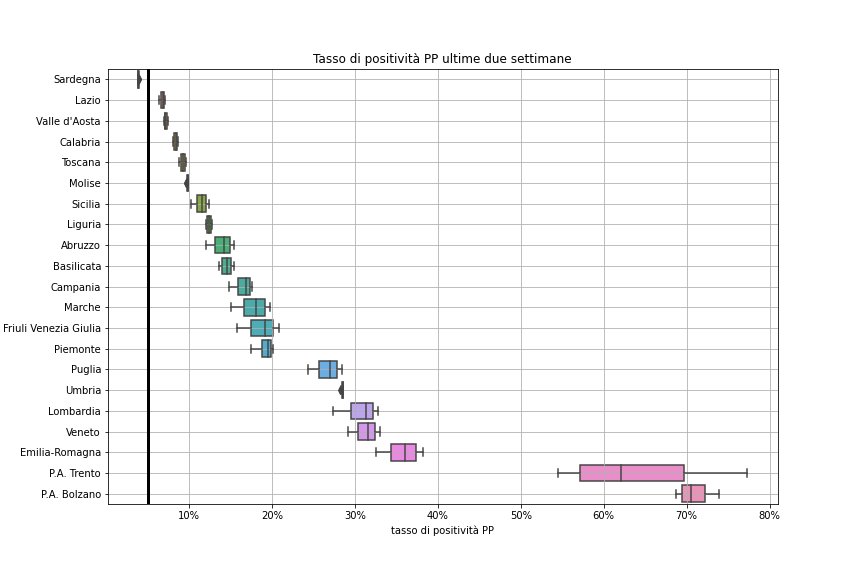 Tasso di positività PP ultime due settimane
Sardegna
Lazio
Valle d'Aosta
Calabria
Toscana
Molise
Sicilia
Liguria
Abruzzo
Basilicata
Campania
Marche
Friuli Venezia Giulia
Piemonte
Puglia
Umbria
Lombardia
Veneto
Emilia-Romagna
P.A. Trento
P.A. Bolzano
10% 20% 30% 40% 50% 60% 70% 80%
tasso di positività PP